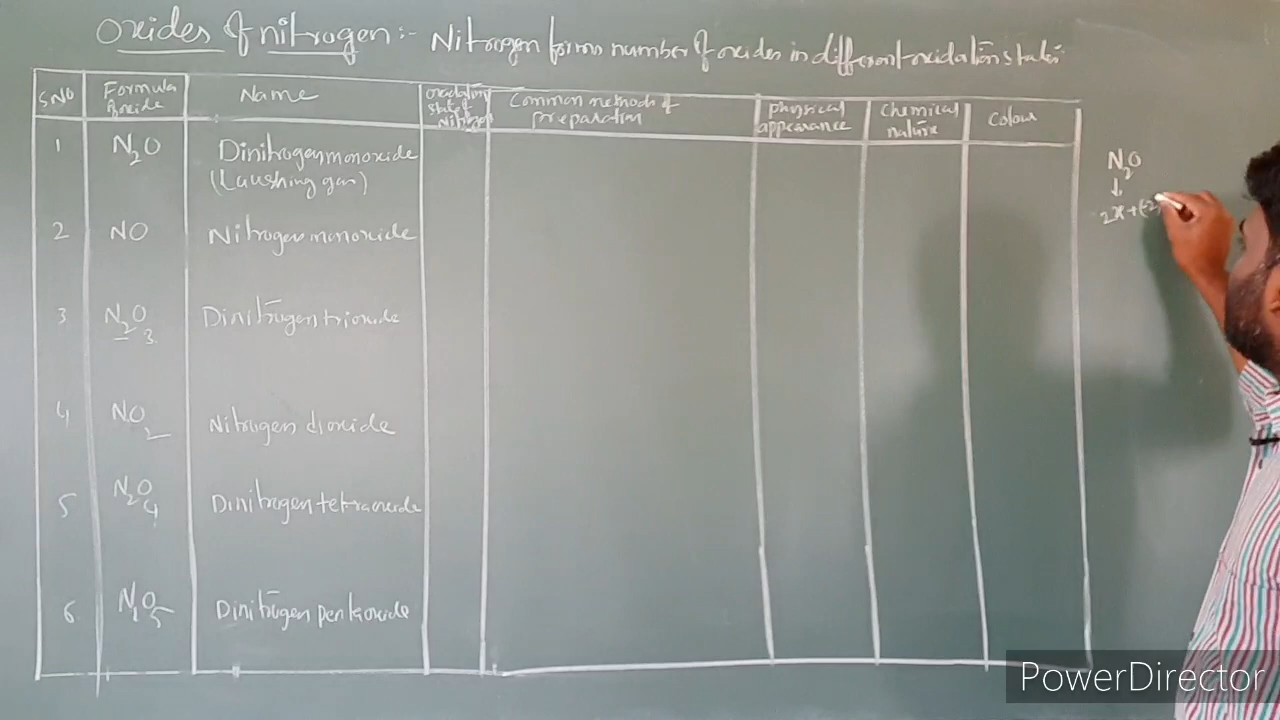 Oxides of nitrogen:- Nitrogen forms number of oxides in different oxidation states
S.NO Formula of oxide Name oxidation state of Nitrogen Common methods of preparation physical appearance Chemical nature Colour
1 N2O Dinitrogen monoxide
(Laughing gas)
2 NO Nitrogen monoxide
3 N2O3 Dinitrogen trioxide
4 NO2 Nitrogen dioxide
5 N2O4 Dinitrogen tetraoxide
6 N2O5 Dinitrogen pentaoxide
N2O
↓
2x+(-2)
PowerDirector